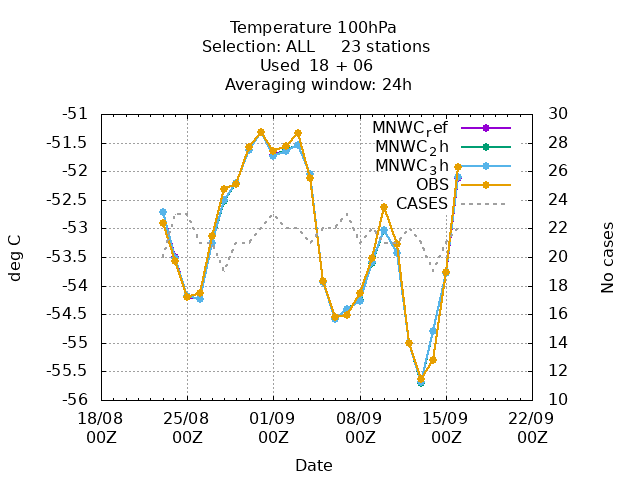 Temperature 100hPa
Selection: ALL 23 stations
Used 18 + 06
Averaging window: 24h
-51
-51.5
-52
-52.5
-53
-53.5
-54
-54.5
-55
-55.5
-56
deg C
30
28
26
24
22
20
18
16
14
12
10
No cases
MNWC_ref
MNWC_2h
MNWC_3h
OBS
CASES
18/08 25/08 01/09 08/09 15/09 22/09
00Z 00Z 00Z 00Z 00Z 00Z
Date